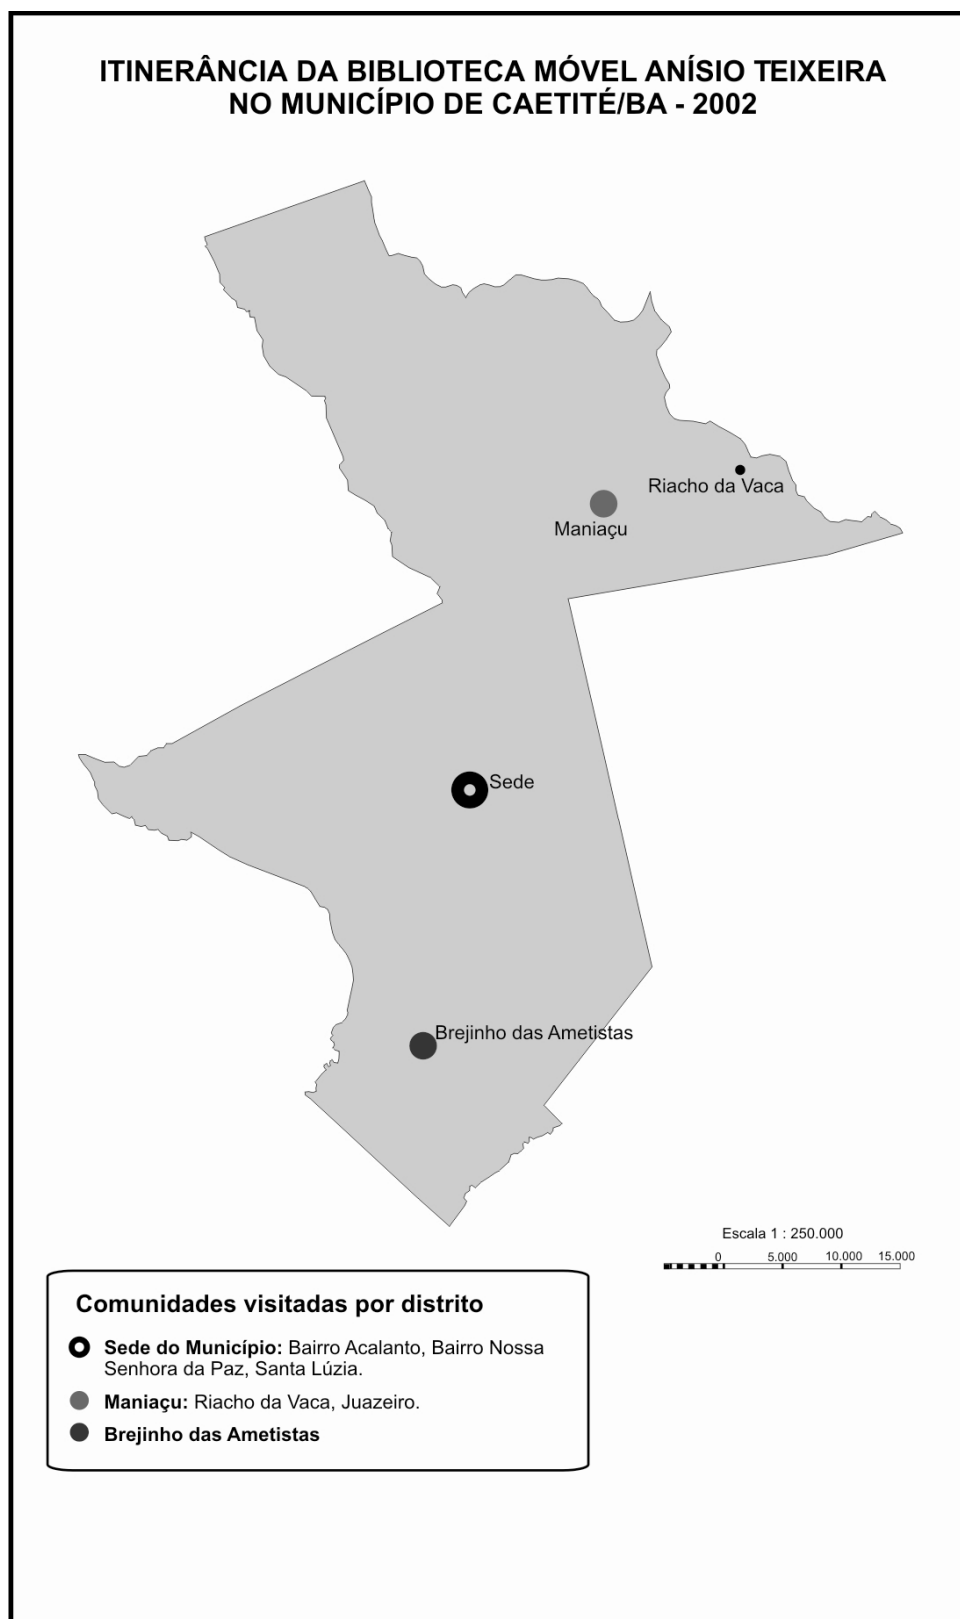 ITINERÂNCIA DA BIBLIOTECA MÓVEL ANÍSIO TEIXEIRA
NO MUNICÍPIO DE CAETITÉ/BA - 2002
Riacho da Vaca
Maniaçu
Sede
Brejinho das Ametistas
Escala 1 : 250.000
0 5.000 10.000 15.000
Comunidades visitadas por distrito
Sede do Município: Bairro Acalanto, Bairro Nossa
Senhora da Paz, Santa Lúzia.
Maniaçu: Riacho da Vaca, Juazeiro.
Brejinho das Ametistas